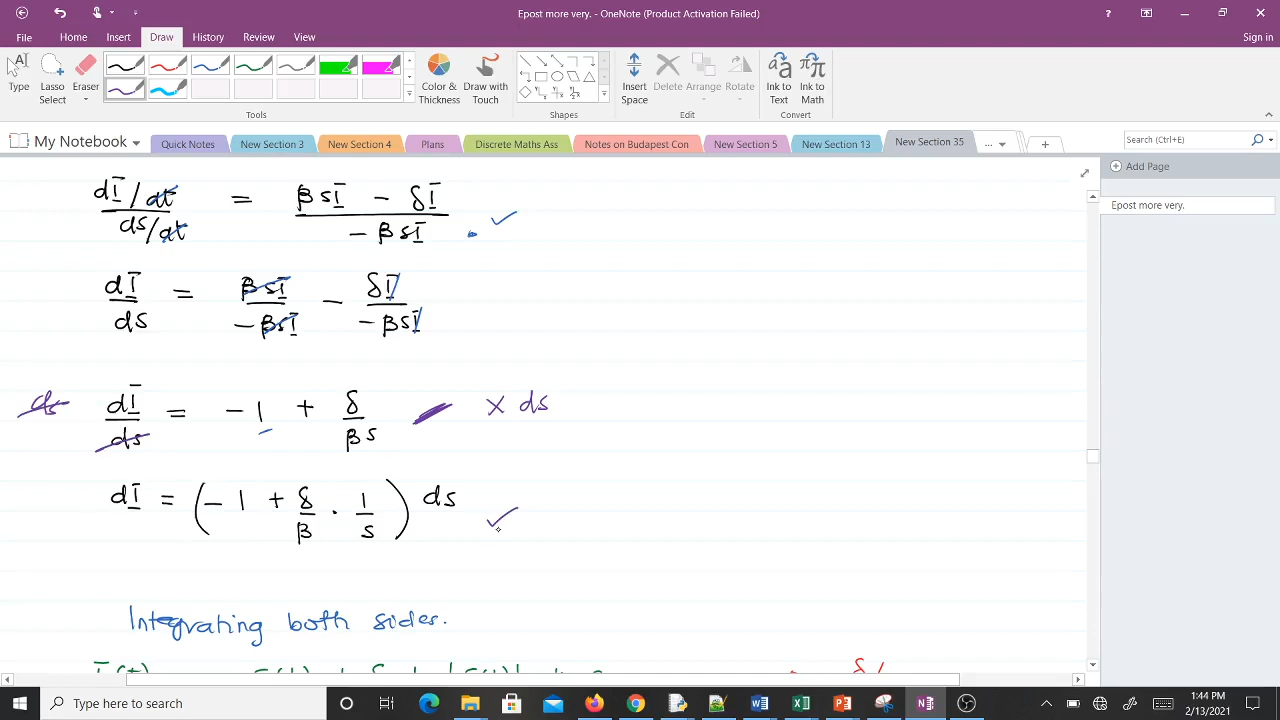 Epost more very. - OneNote (Product Activation Failed)
File Home Insert Draw History Review View
Sign in
Type
Lasso Select
Eraser
Color & Thickness
Draw with Touch
Insert Space
Delete
Arrange
Rotate
Ink to Text
Ink to Math
Tools
Shapes
Edit
Convert
My Notebook
Quick Notes
New Section 3
New Section 4
Plans
Discrete Maths Ass
Notes on Budapest Con
New Section 5
New Section 13
New Section 35
...
Search (Ctrl+E)
Add Page
Epost more very.
dI/dt / ds/dt = βsI - δI / -βsI
dI/ds = βsI/-βsI - δI/-βsI
ds dI/ds = -1 + δ/βs × ds
dI = (-1 + δ/β · 1/s) ds
Integrating both sides.
Type here to search
1:44 PM
2/13/2021